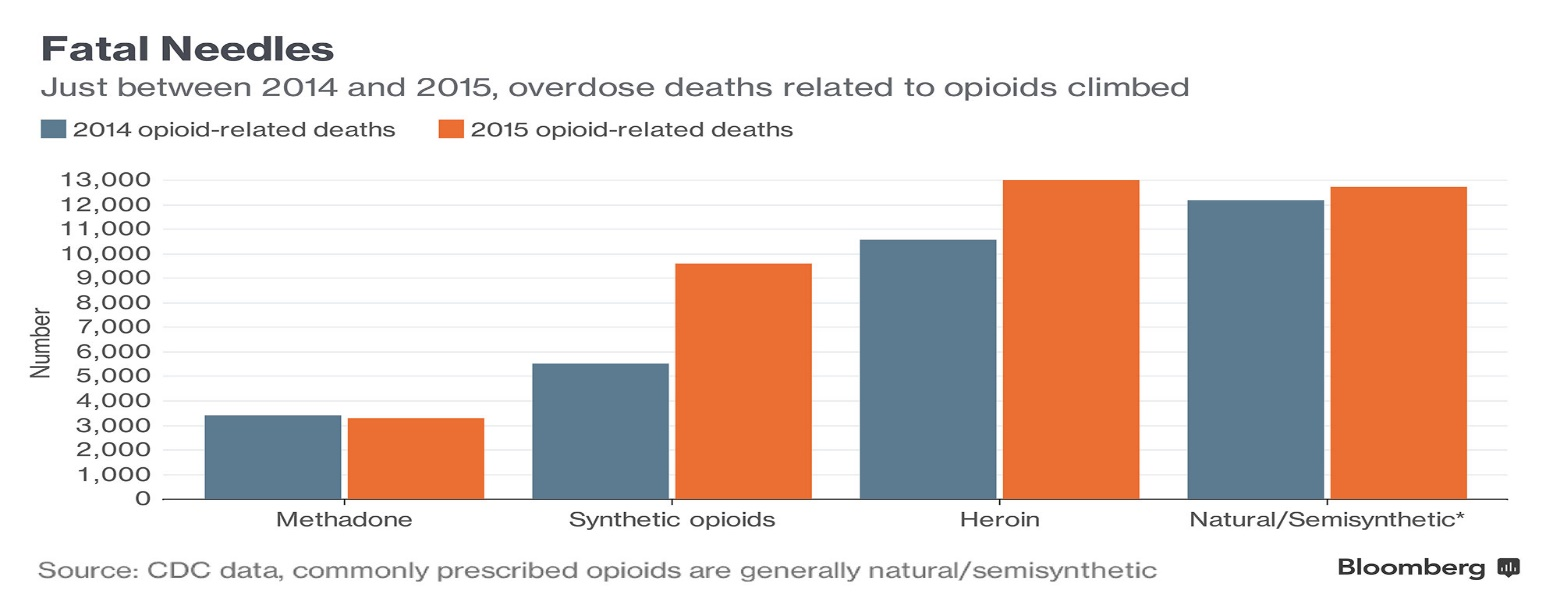 Fatal Needles
Just between 2014 and 2015, overdose deaths related to opioids climbed
2014 opioid-related deaths 2015 opioid-related deaths
Number
13,000
12,000
11,000
10,000
9,000
8,000
7,000
6,000
5,000
4,000
3,000
2,000
1,000
0
Methadone Synthetic opioids Heroin Natural/Semisynthetic*
Source: CDC data, commonly prescribed opioids are generally natural/semisynthetic
Bloomberg